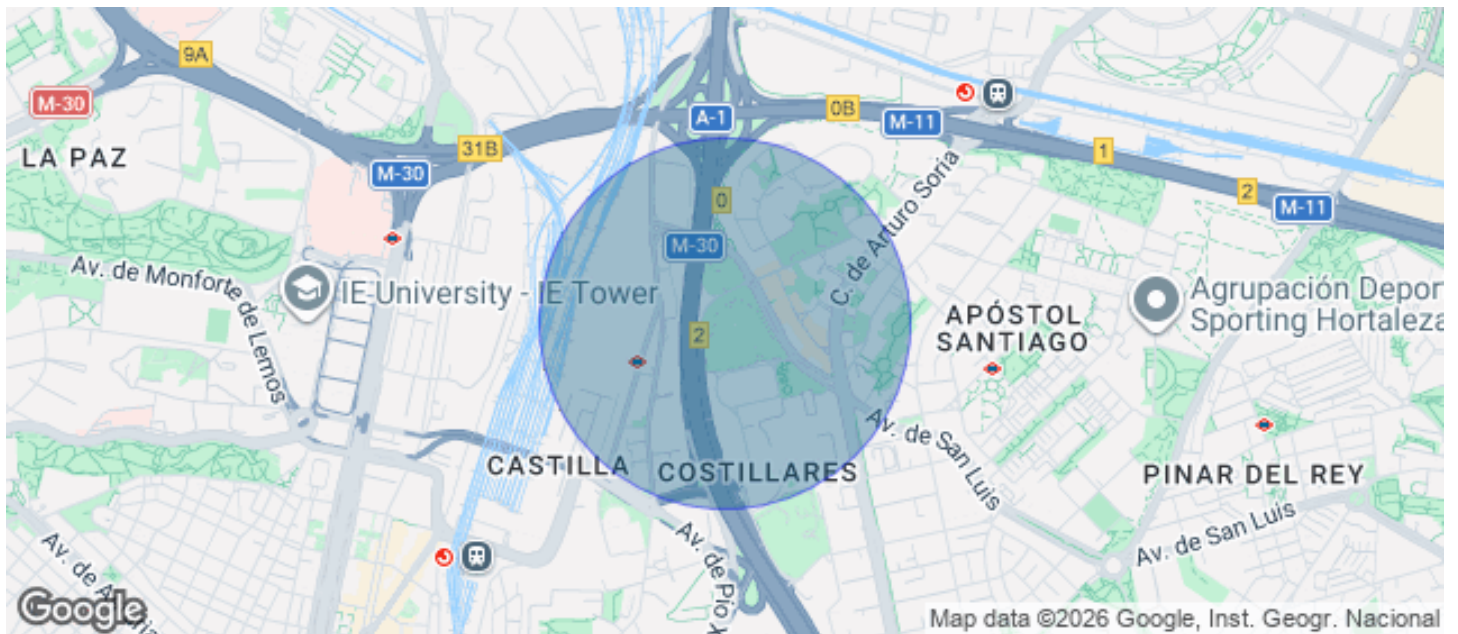 9A
M-30
A-1
0B
M-11
31B
1
LA PAZ
M-30
2
M-11
0
M-30
C. de Arturo Soria
Av. de Monforte de Lemos
IE University - IE Tower
Agrupación Depor
Sporting Hortaleza
APÓSTOL
SANTIAGO
2
Av. de San Luis
CASTILLA
COSTILLARES
PINAR DEL REY
Av. de San Luis
Av. de Pío X
Google
Map data ©2026 Google, Inst. Geogr. Nacional